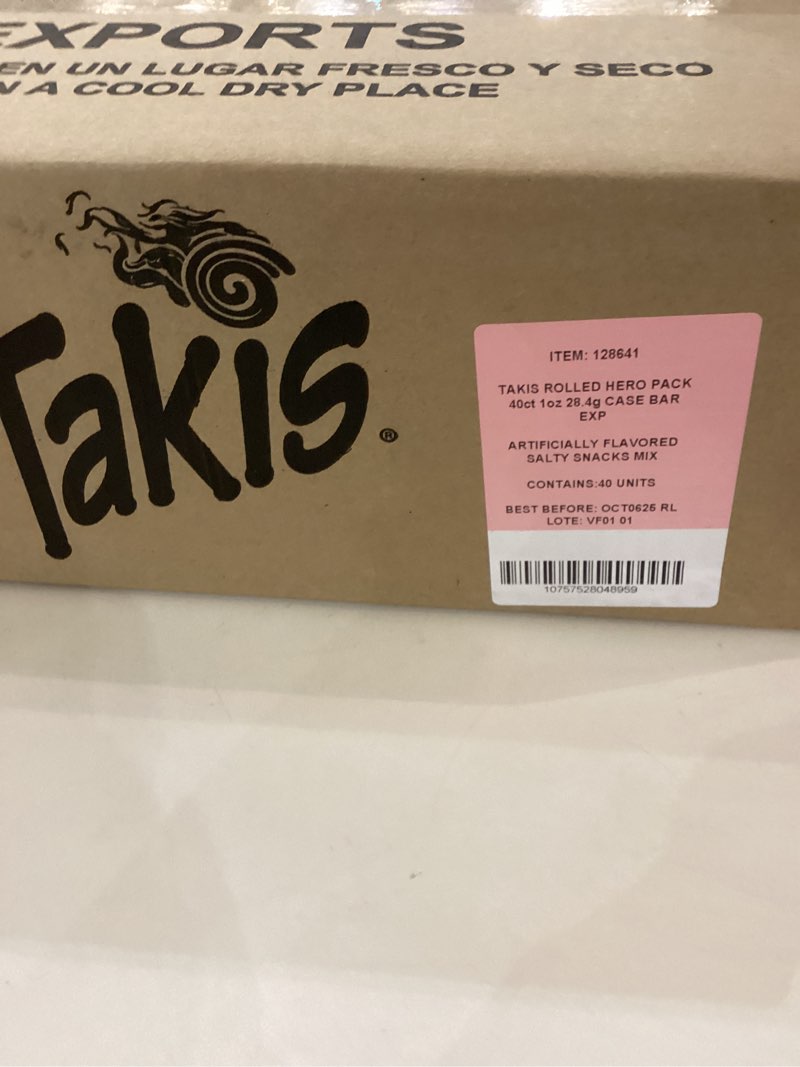 EXPORTS
EN UN LUGAR FRESCO Y SECO
A COOL DRY PLACE
Takis®
ITEM: 128641
TAKIS ROLLED HERO PACK
40ct 1oz 28.4g CASE BAR
EXP
ARTIFICIALLY FLAVORED
SALTY SNACKS MIX
CONTAINS:40 UNITS
BEST BEFORE: OCT0625 RL
LOTE: VF01 01
10757528048959